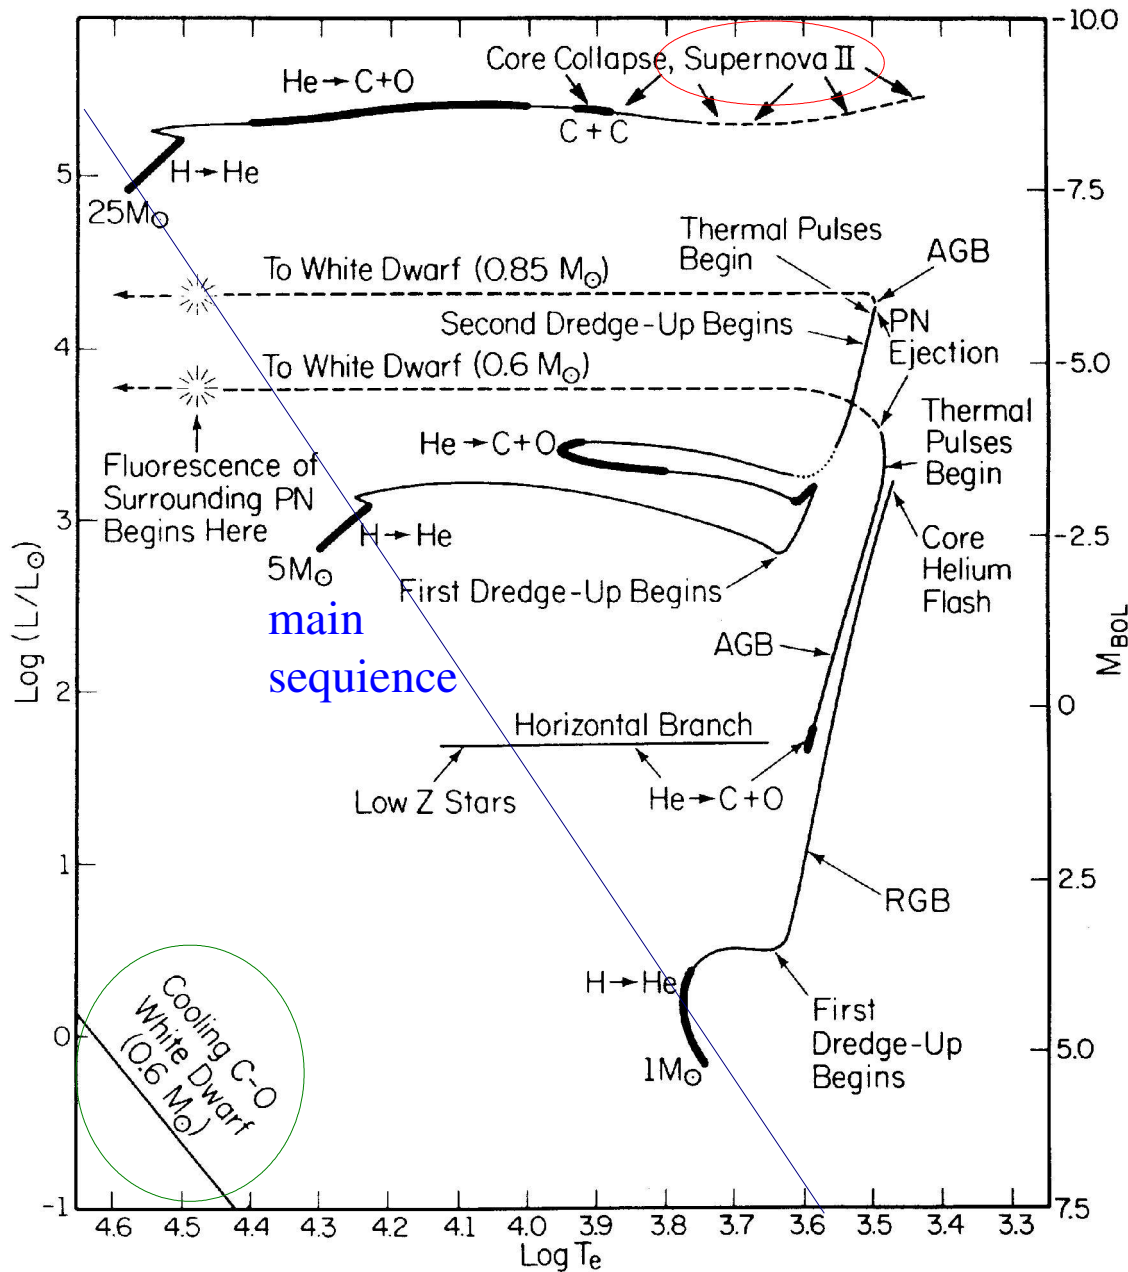 -10.0
Core Collapse, Supernova II
He→C+O
C+C
H→He
5
-7.5
25M⊙
Thermal Pulses
Begin
AGB
To White Dwarf (0.85 M⊙)
Second Dredge-Up Begins
PN
Ejection
4
-5.0
To White Dwarf (0.6 M⊙)
Thermal
Pulses
Begin
He→C+O
Fluorescence of
Surrounding PN
Begins Here
3
-2.5
H→He
Core
Helium
Flash
5M⊙
First Dredge-Up Begins
main
sequience
AGB
Log (L/L⊙)
MBOL
2
0
Horizontal Branch
Low Z Stars
He→C+O
1
2.5
RGB
H→He
First
Dredge-Up
Begins
Cooling C-O
White Dwarf
(0.6 M⊙)
0
5.0
1M⊙
-1
7.5
4.6 4.5 4.4 4.3 4.2 4.1 4.0 3.9 3.8 3.7 3.6 3.5 3.4 3.3
Log Te